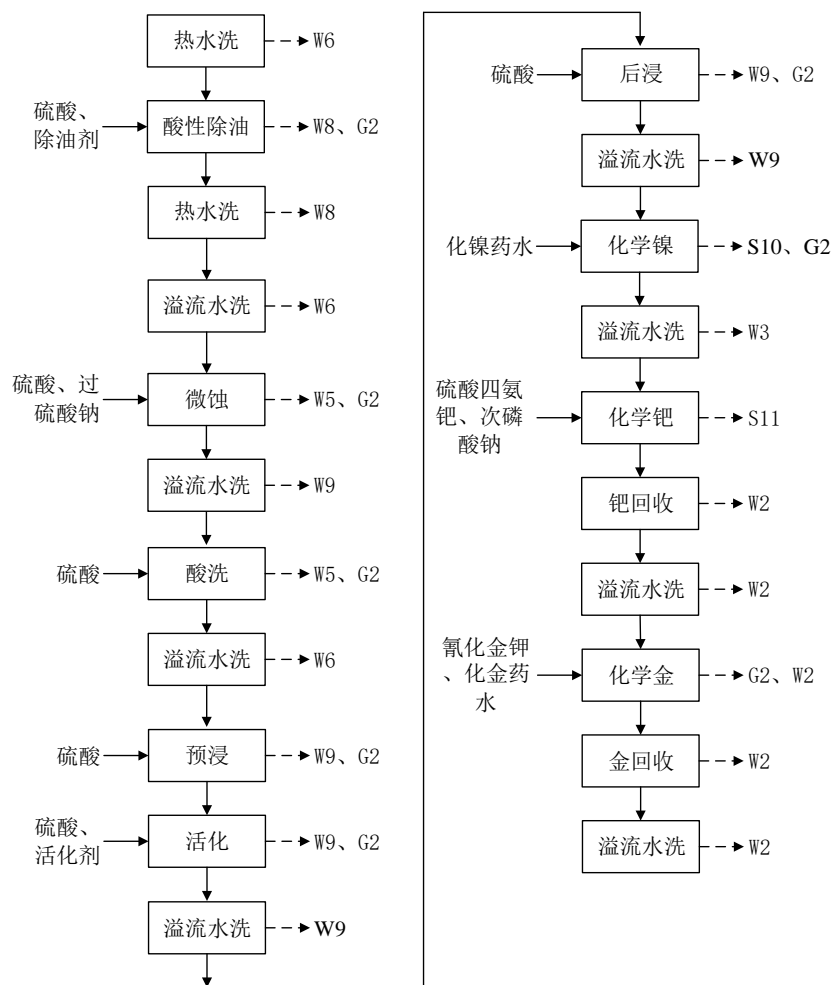 热水洗
W6
硫酸、
除油剂
酸性除油
W8、G2
热水洗
W8
溢流水洗
W6
硫酸、过
硫酸钠
微蚀
W5、G2
溢流水洗
W9
硫酸
酸洗
W5、G2
溢流水洗
W6
硫酸
预浸
W9、G2
硫酸、
活化剂
活化
W9、G2
溢流水洗
W9
硫酸
后浸
W9、G2
溢流水洗
W9
化镍药水
化学镍
S10、G2
溢流水洗
W3
硫酸四氨
钯、次磷
酸钠
化学钯
S11
钯回收
W2
溢流水洗
W2
氰化金钾
、化金药
水
化学金
G2、W2
金回收
W2
溢流水洗
W2